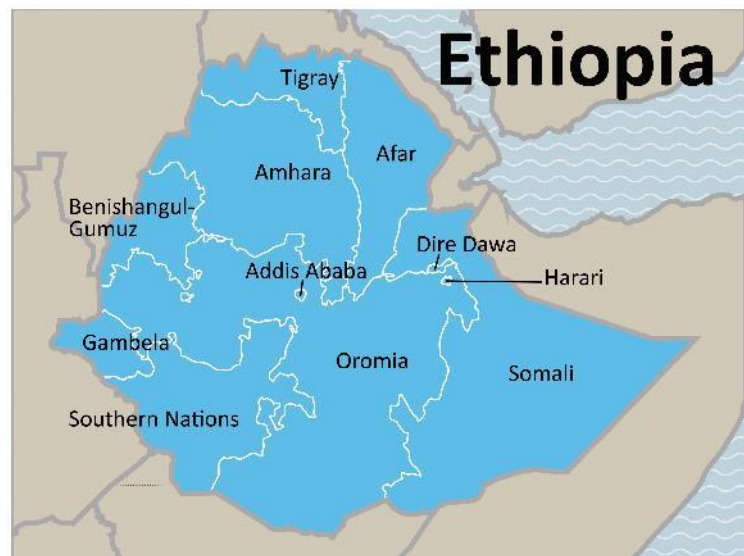 Ethiopia
Tigray
Afar
Amhara
Benishangul-
Gumuz
Dire Dawa
Addis Ababa
Harari
Gambela
Oromia
Somali
Southern Nations